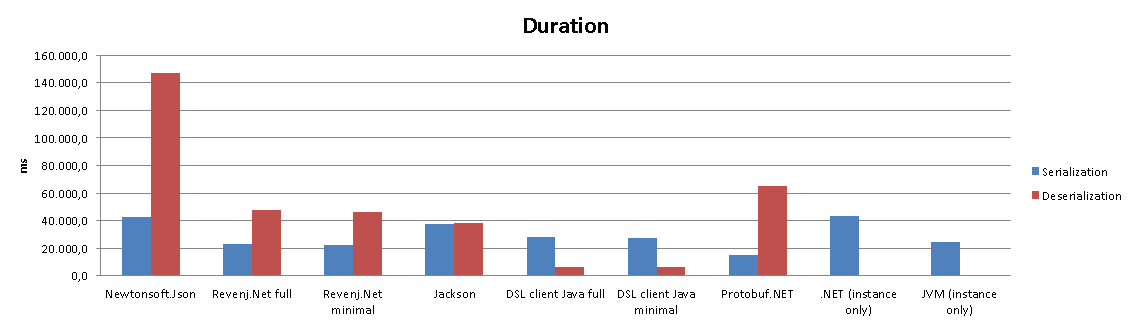 Duration
160.000,0
140.000,0
120.000,0
100.000,0
80.000,0
60.000,0
40.000,0
20.000,0
0,0
ms
Newtonsoft.Json
Revenj.Net full
Revenj.Net
minimal
Jackson
DSL client Java full
DSL client Java
minimal
Protobuf.NET
.NET (instance
only)
JVM (instance
only)
Serialization
Deserialization